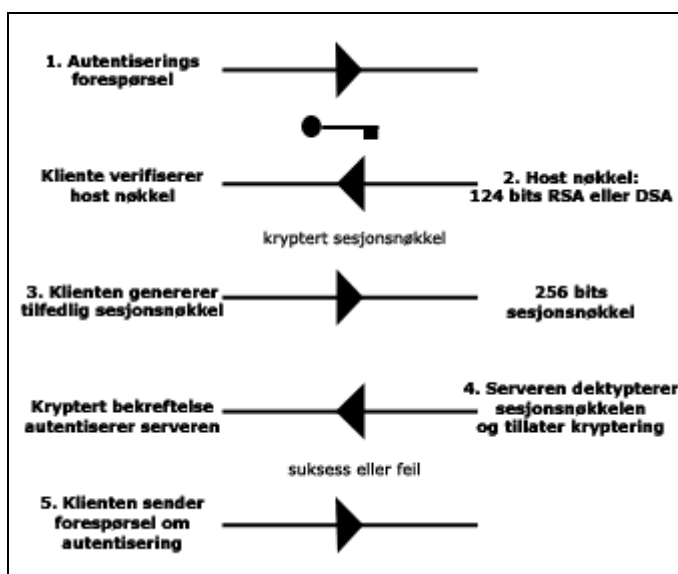 1. Autentiserings
forespørsel
Kliente verifiserer
host nøkkel
2. Host nøkkel:
124 bits RSA eller DSA
kryptert sesjonsnøkkel
3. Klienten genererer
tilfedlig sesjonsnøkkel
256 bits
sesjonsnøkkel
Kryptert bekreftelse
autentiserer serveren
4. Serveren dektypterer
sesjonsnøkkelen
og tillater kryptering
suksess eller feil
5. Klienten sender
forespørsel om
autentisering